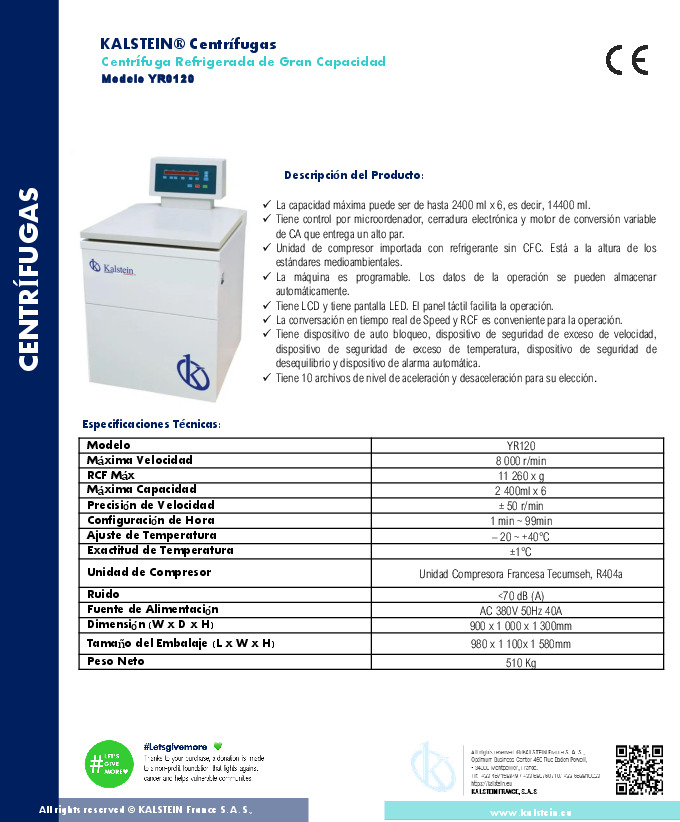 KALSTEIN® Centrífugas
Centrífuga Refrigerada de Gran Capacidad
Modelo YR0120
CENTRÍFUGAS
Kalstein
Descripción del Producto:
✓ La capacidad máxima puede ser de hasta 2400 ml x 6, es decir, 14400 ml.
✓ Tiene control por microordenador, cerradura electrónica y motor de conversión variable
de CA que entrega un alto par.
✓ Unidad de compresor importada con refrigerante sin CFC. Está a la altura de los
estándares medioambientales.
✓ La máquina es programable. Los datos de la operación se pueden almacenar
automáticamente.
✓ Tiene LCD y tiene pantalla LED. El panel táctil facilita la operación.
✓ La conversación en tiempo real de Speed y RCF es conveniente para la operación.
✓ Tiene dispositivo de auto bloqueo, dispositivo de seguridad de exceso de velocidad,
dispositivo de seguridad de exceso de temperatura, dispositivo de seguridad de
desequilibrio y dispositivo de alarma automática.
✓ Tiene 10 archivos de nivel de aceleración y desaceleración para su elección.
Especificaciones Técnicas:
Modelo YR120
Máxima Velocidad 8 000 r/min
RCF Máx 11 260 x g
Máxima Capacidad 2 400ml x 6
Precisión de Velocidad ± 50 r/min
Configuración de Hora 1 min ~ 99min
Ajuste de Temperatura – 20 ~ +40°C
Exactitud de Temperatura ±1°C
Unidad de Compresor Unidad Compresora Francesa Tecumseh, R404a
Ruido <70 dB (A)
Fuente de Alimentación AC 380V 50Hz 40A
Dimensión (W x D x H) 900 x 1 000 x 1 300mm
Tamaño del Embalaje (L x W x H) 980 x 1 100x 1 580mm
Peso Neto 510 Kg
# LET'S
GIVE
MORE
#Letsgivemore
Thanks to your purchase, a donation is made
to a non-profit foundation that fights against
cancer and helps vulnerable communities
All rights reserved ® KALSTEIN France S. A. S.,
https://kalstein.eu
KALSTEIN FRANCE, S.A.S
All rights reserved © KALSTEIN France S.A.S.,
www.kalstein.eu